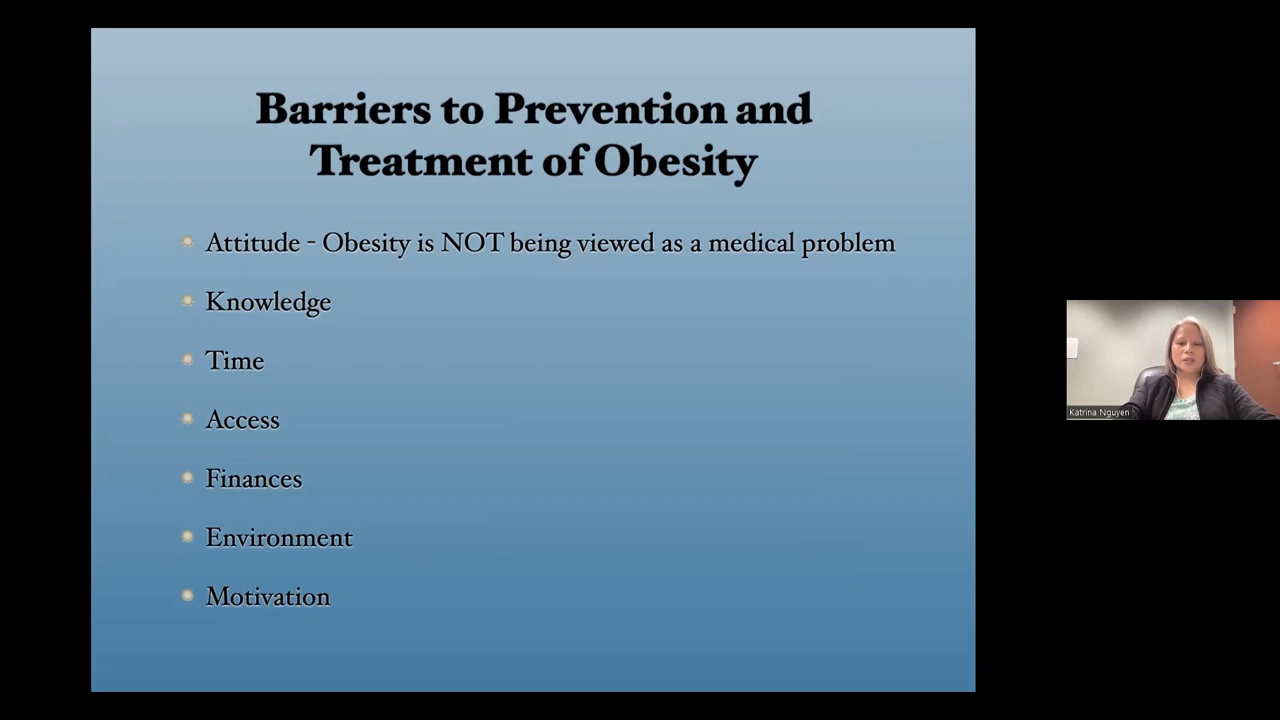 Barriers to Prevention and
Treatment of Obesity
Attitude - Obesity is NOT being viewed as a medical problem
Knowledge
Time
Access
Finances
Environment
Motivation
Katrina Nguyen